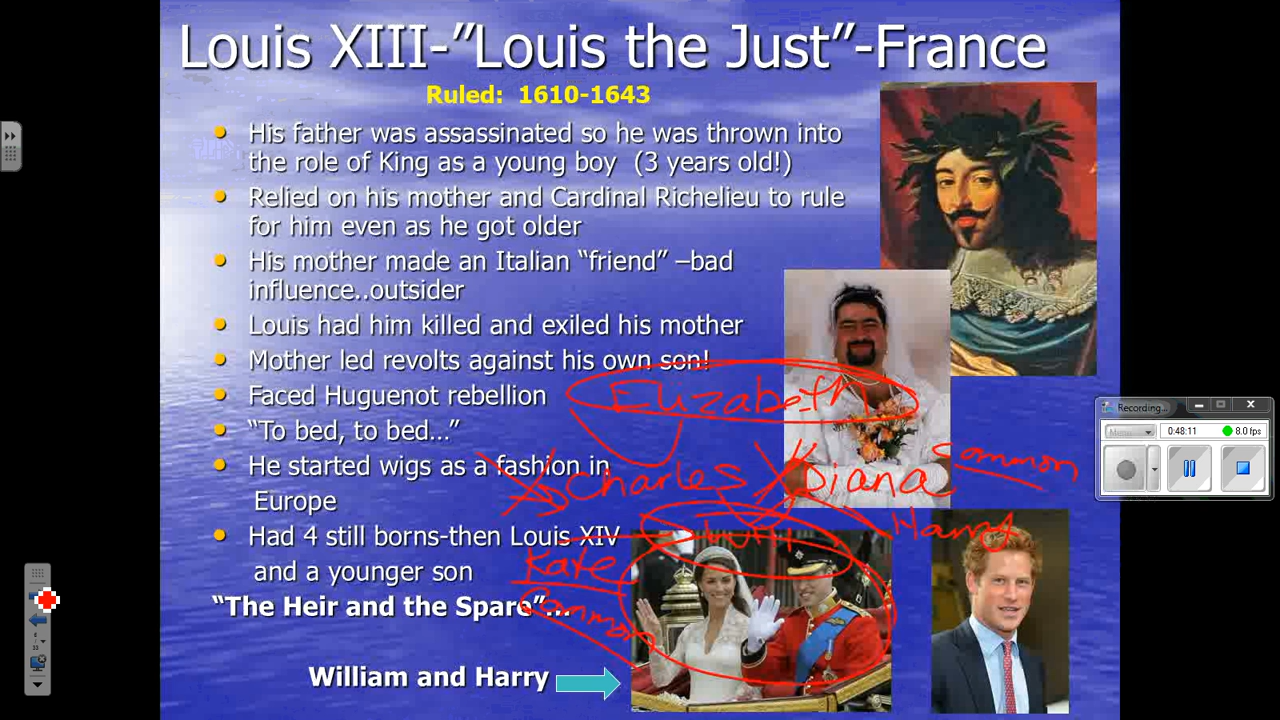 Louis XIII-”Louis the Just”-France
Ruled: 1610-1643
His father was assassinated so he was thrown into
the role of King as a young boy (3 years old!)
Relied on his mother and Cardinal Richelieu to rule
for him even as he got older
His mother made an Italian “friend” –bad
influence..outsider
Louis had him killed and exiled his mother
Mother led revolts against his own son!
Faced Huguenot rebellion
“To bed, to bed…”
He started wigs as a fashion in
Europe
Had 4 still borns-then Louis XIV
and a younger son
“The Heir and the Spare”…
William and Harry
Elizabeth
Charles X Diana Common
Will Harry
Kate
Common
Recording...
Menu
0:48:11
8.0 fps